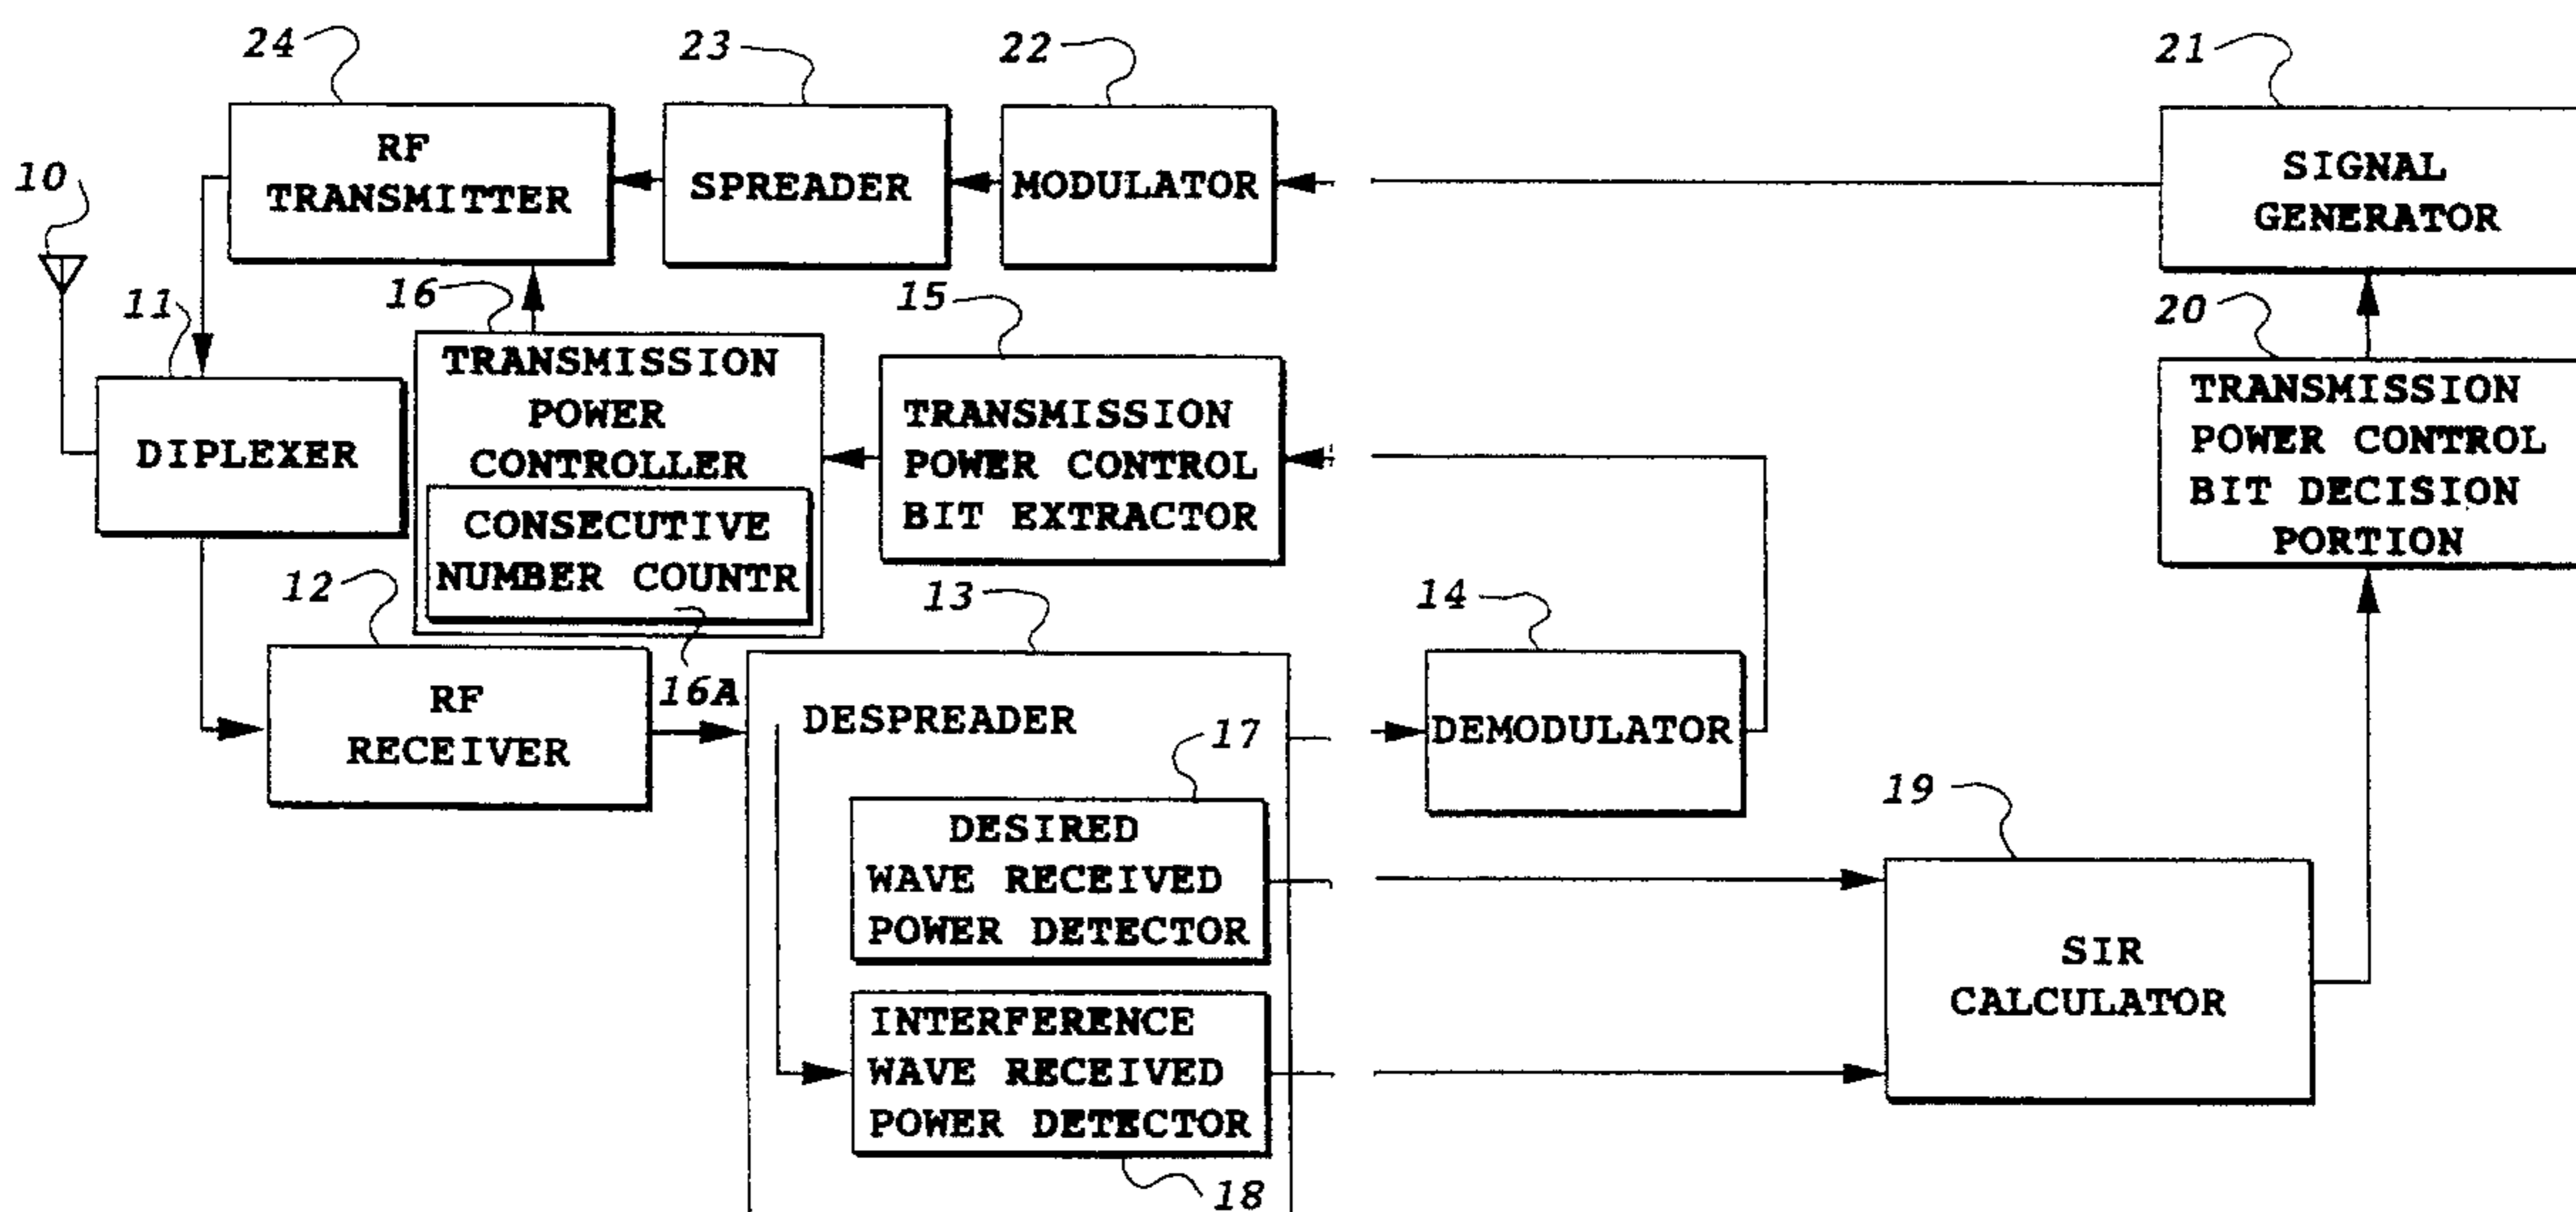 24
23
22
21
RF
TRANSMITTER
SPREADER
MODULATOR
SIGNAL
GENERATOR
10
11
16
15
20
DIPLEXER
TRANSMISSION
POWER
CONTROLLER
CONSECUTIVE
NUMBER COUNTR
16A
TRANSMISSION
POWER CONTROL
BIT EXTRACTOR
TRANSMISSION
POWER CONTROL
BIT DECISION
PORTION
12
13
14
RF
RECEIVER
DESPREADER
DEMODULATOR
17
DESIRED
WAVE RECEIVED
POWER DETECTOR
19
SIR
CALCULATOR
INTERFERENCE
WAVE RECEIVED
POWER DETECTOR
18